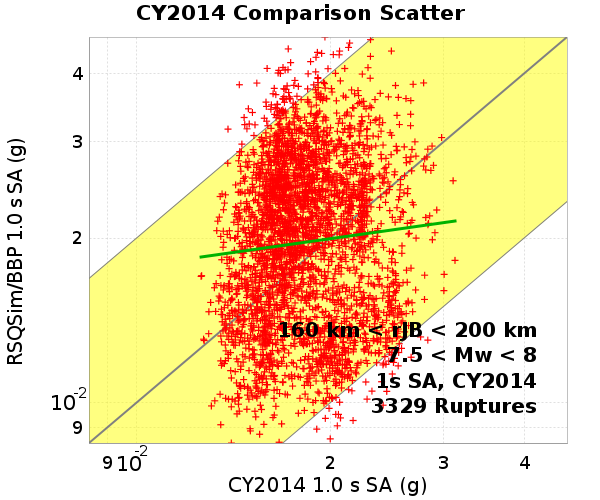 CY2014 Comparison Scatter
RSQSim/BBP 1.0 s SA (g)
4
3
2
10-2
9
160 km < rJB < 200 km
7.5 < Mw < 8
1s SA, CY2014
3329 Ruptures
9 10-2 2 3 4
CY2014 1.0 s SA (g)